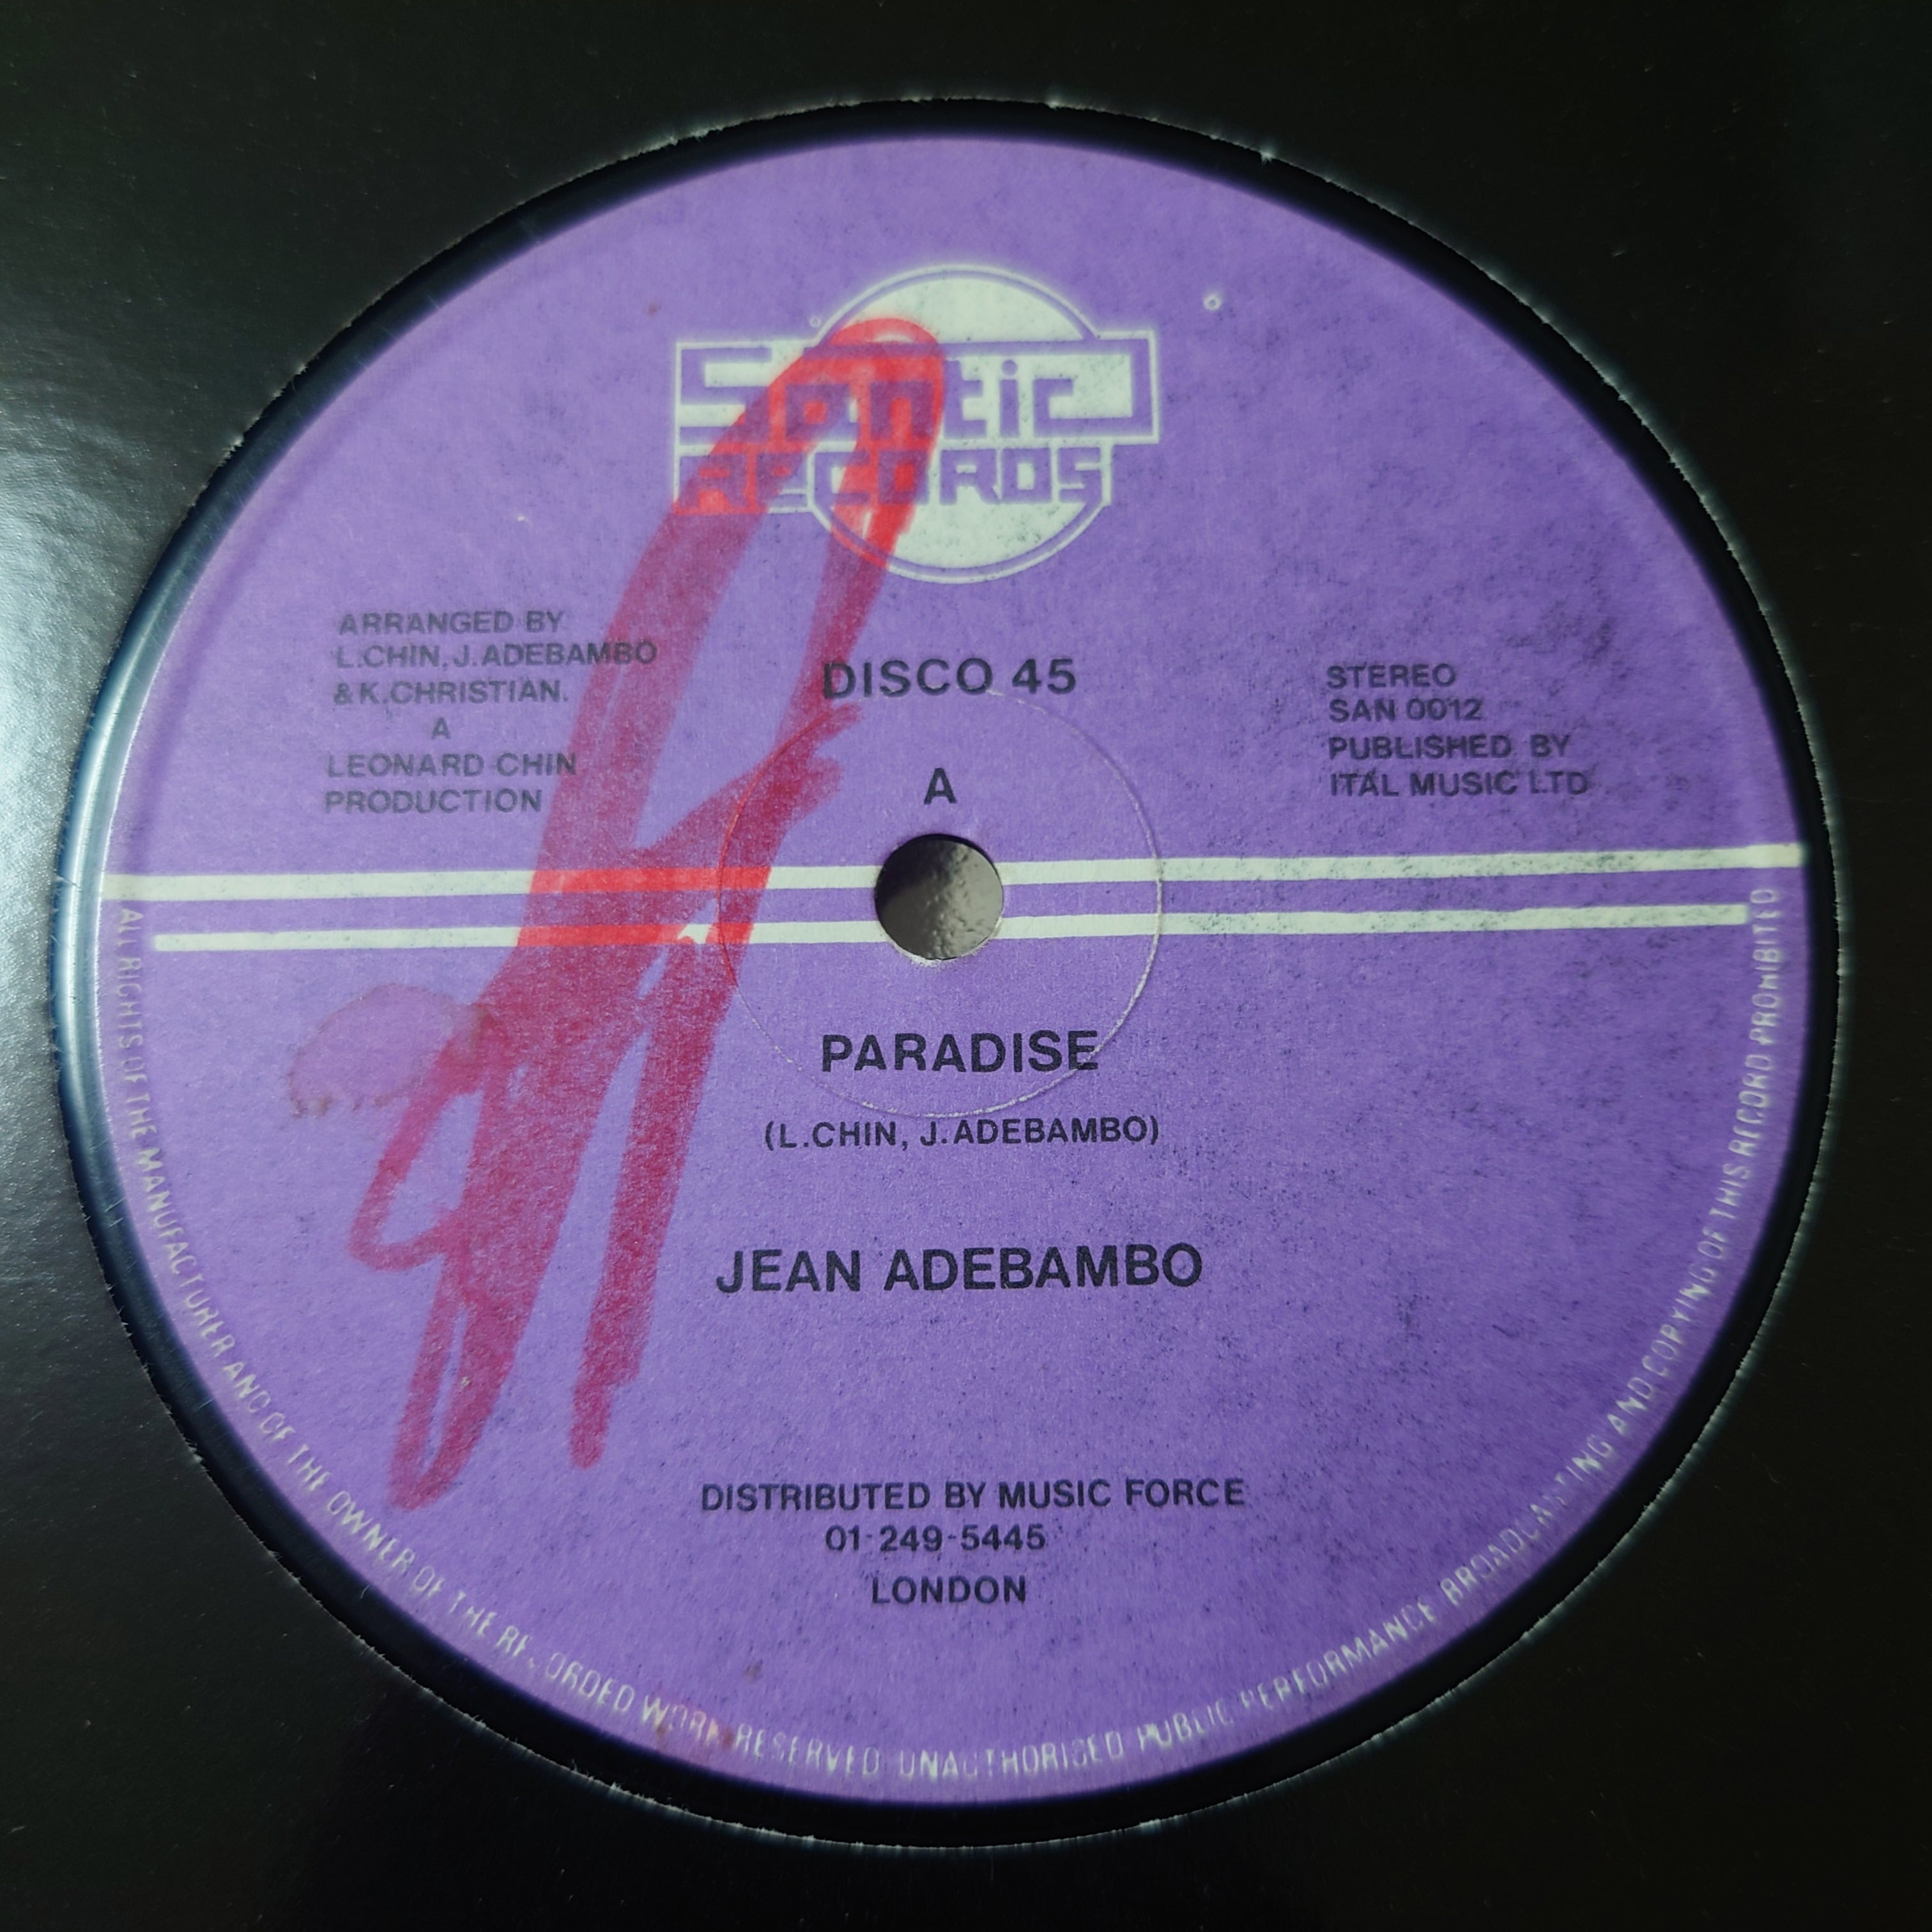 Santic
RECORDS
ARRANGED BY
L.CHIN, J.ADEBAMBO
& K.CHRISTIAN.
A
LEONARD CHIN
PRODUCTION
DISCO 45
A
STEREO
SAN 0012
PUBLISHED BY
ITAL MUSIC LTD
PARADISE
(L.CHIN, J.ADEBAMBO)
JEAN ADEBAMBO
DISTRIBUTED BY MUSIC FORCE
01-249-5445
LONDON
ALL RIGHTS OF THE MANUFACTURER AND OF THE OWNER OF THE RECORDED WORK RESERVED UNAUTHORISED PUBLIC PERFORMANCE BROADCASTING AND COPYING OF THIS RECORD PROHIBITED